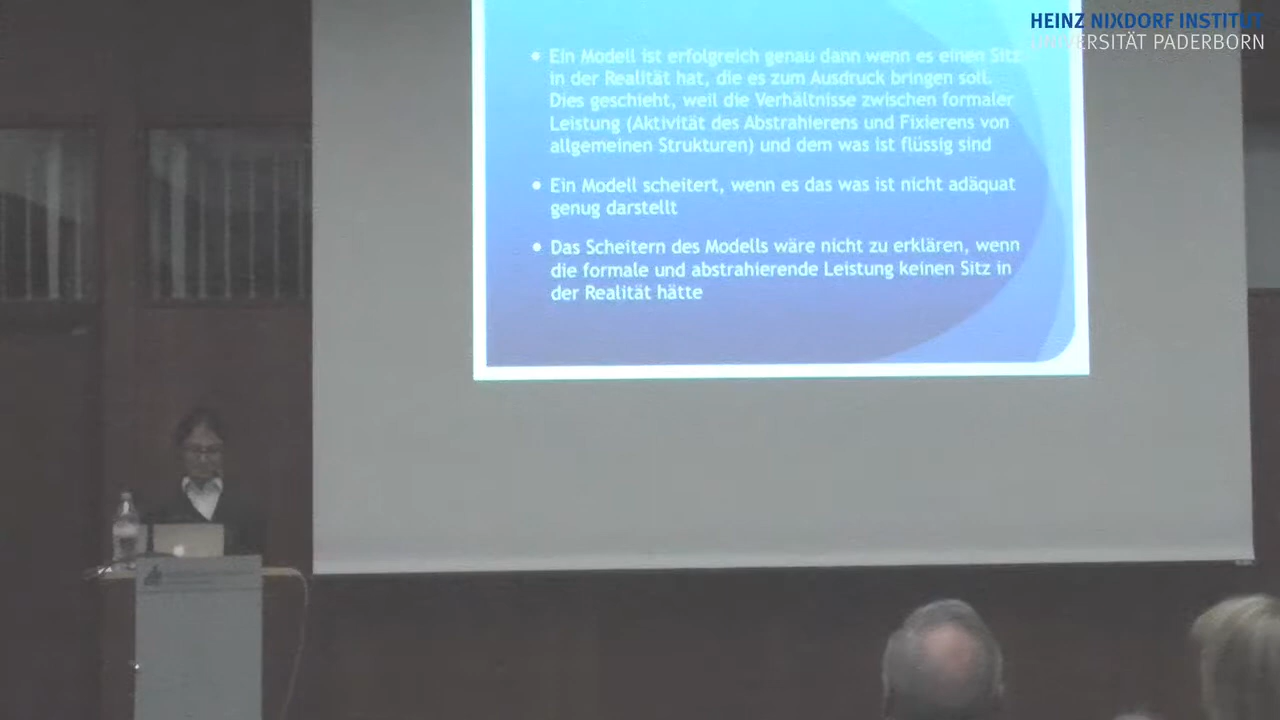 HEINZ NIXDORF INSTITUT
UNIVERSITÄT PADERBORN
• Ein Modell ist erfolgreich genau dann wenn es einen Sitz
in der Realität hat, die es zum Ausdruck bringen soll.
Dies geschieht, weil die Verhältnisse zwischen formaler
Leistung (Aktivität des Abstrahierens und Fixierens von
allgemeinen Strukturen) und dem was ist flüssig sind
• Ein Modell scheitert, wenn es das was ist nicht adäquat
genug darstellt
• Das Scheitern des Modells wäre nicht zu erklären, wenn
die formale und abstrahierende Leistung keinen Sitz in
der Realität hätte